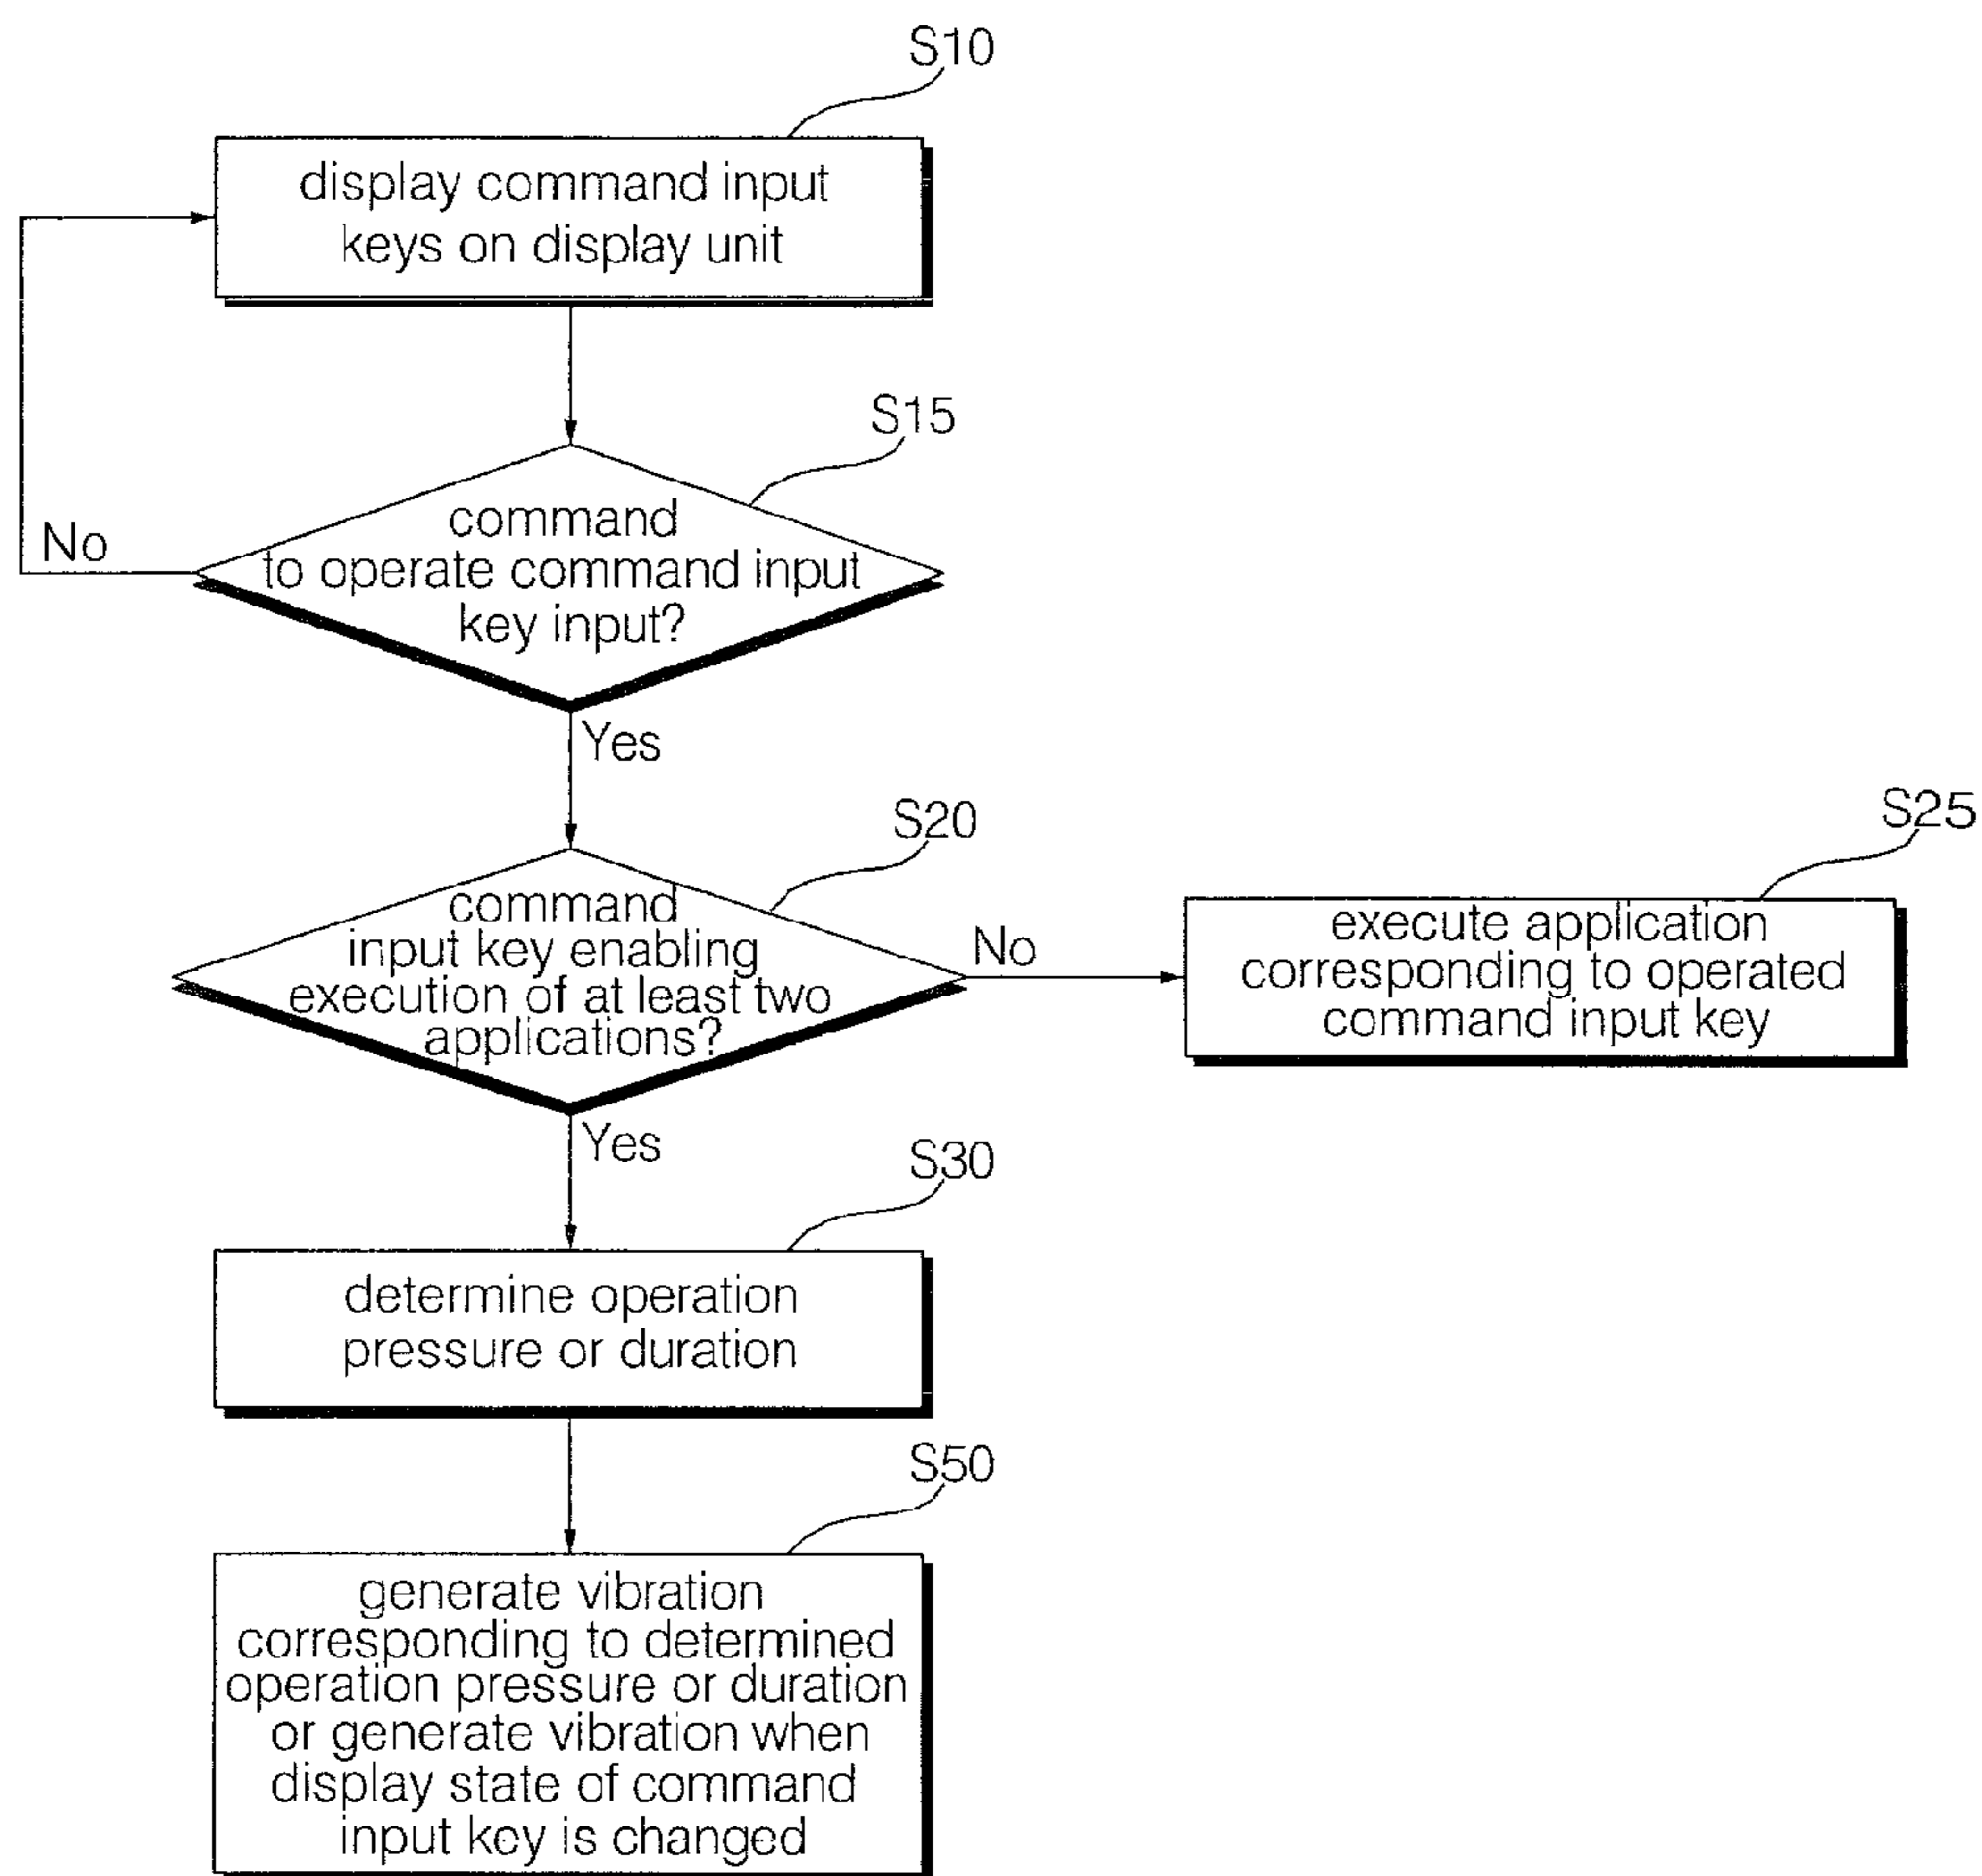 S10
display command input
keys on display unit
S15
command
to operate command input
key input?
No
Yes
S20
S25
command
input key enabling
execution of at least two
applications?
No
execute application
corresponding to operated
command input key
Yes
S30
determine operation
pressure or duration
S50
generate vibration
corresponding to determined
operation pressure or duration
or generate vibration when
display state of command
input key is changed